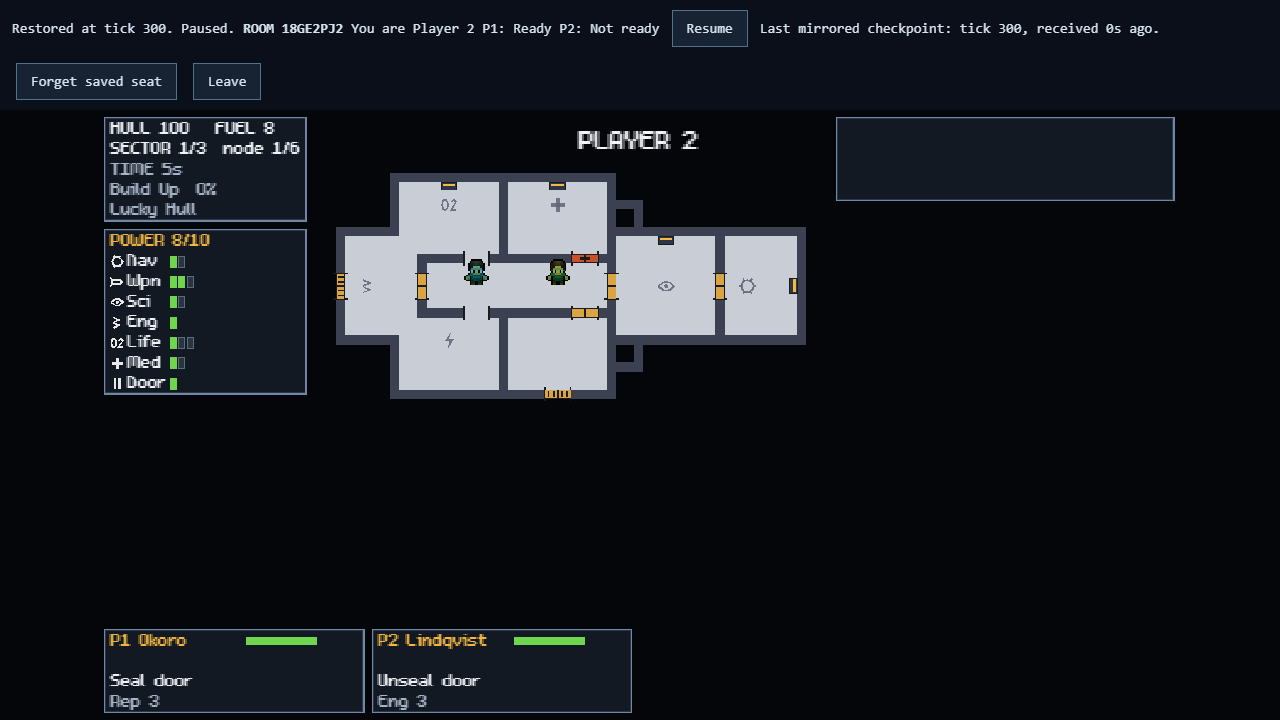 Restored at tick 300. Paused. ROOM 18GE2PJ2 You are Player 2 P1: Ready P2: Not ready Resume Last mirrored checkpoint: tick 300, received 0s ago.
Forget saved seat Leave
HULL 100 FUEL 8
SECTOR 1/3 node 1/6
TIME 5s
Build Up 0%
Lucky Hull
PLAYER 2
POWER 8/10
Nav
Wpn
Sci
Eng
O2 Life
Med
Door
O2
P1 Okoro
Seal door
Rep 3
P2 Lindqvist
Unseal door
Eng 3